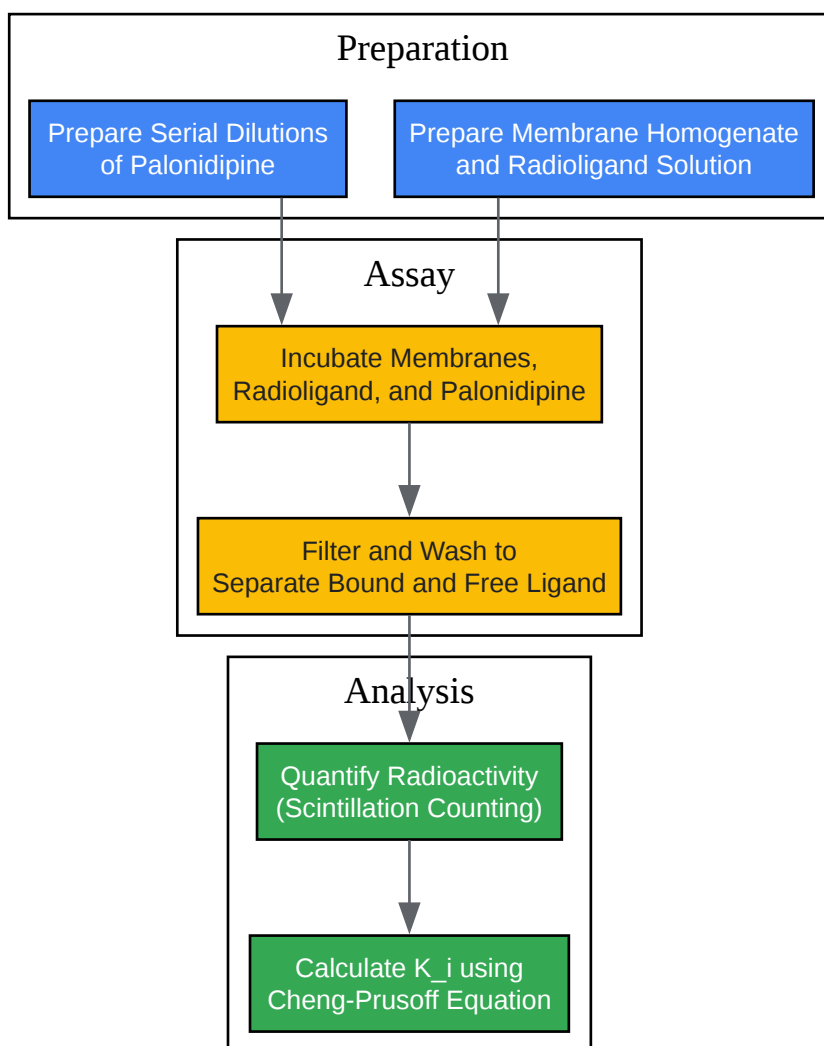 Preparation
Prepare Serial Dilutions
of Palonidipine
Prepare Membrane Homogenate
and Radioligand Solution
Assay
Incubate Membranes,
Radioligand, and Palonidipine
Filter and Wash to
Separate Bound and Free Ligand
Analysis
Quantify Radioactivity
(Scintillation Counting)
Calculate K_i using
Cheng-Prusoff Equation